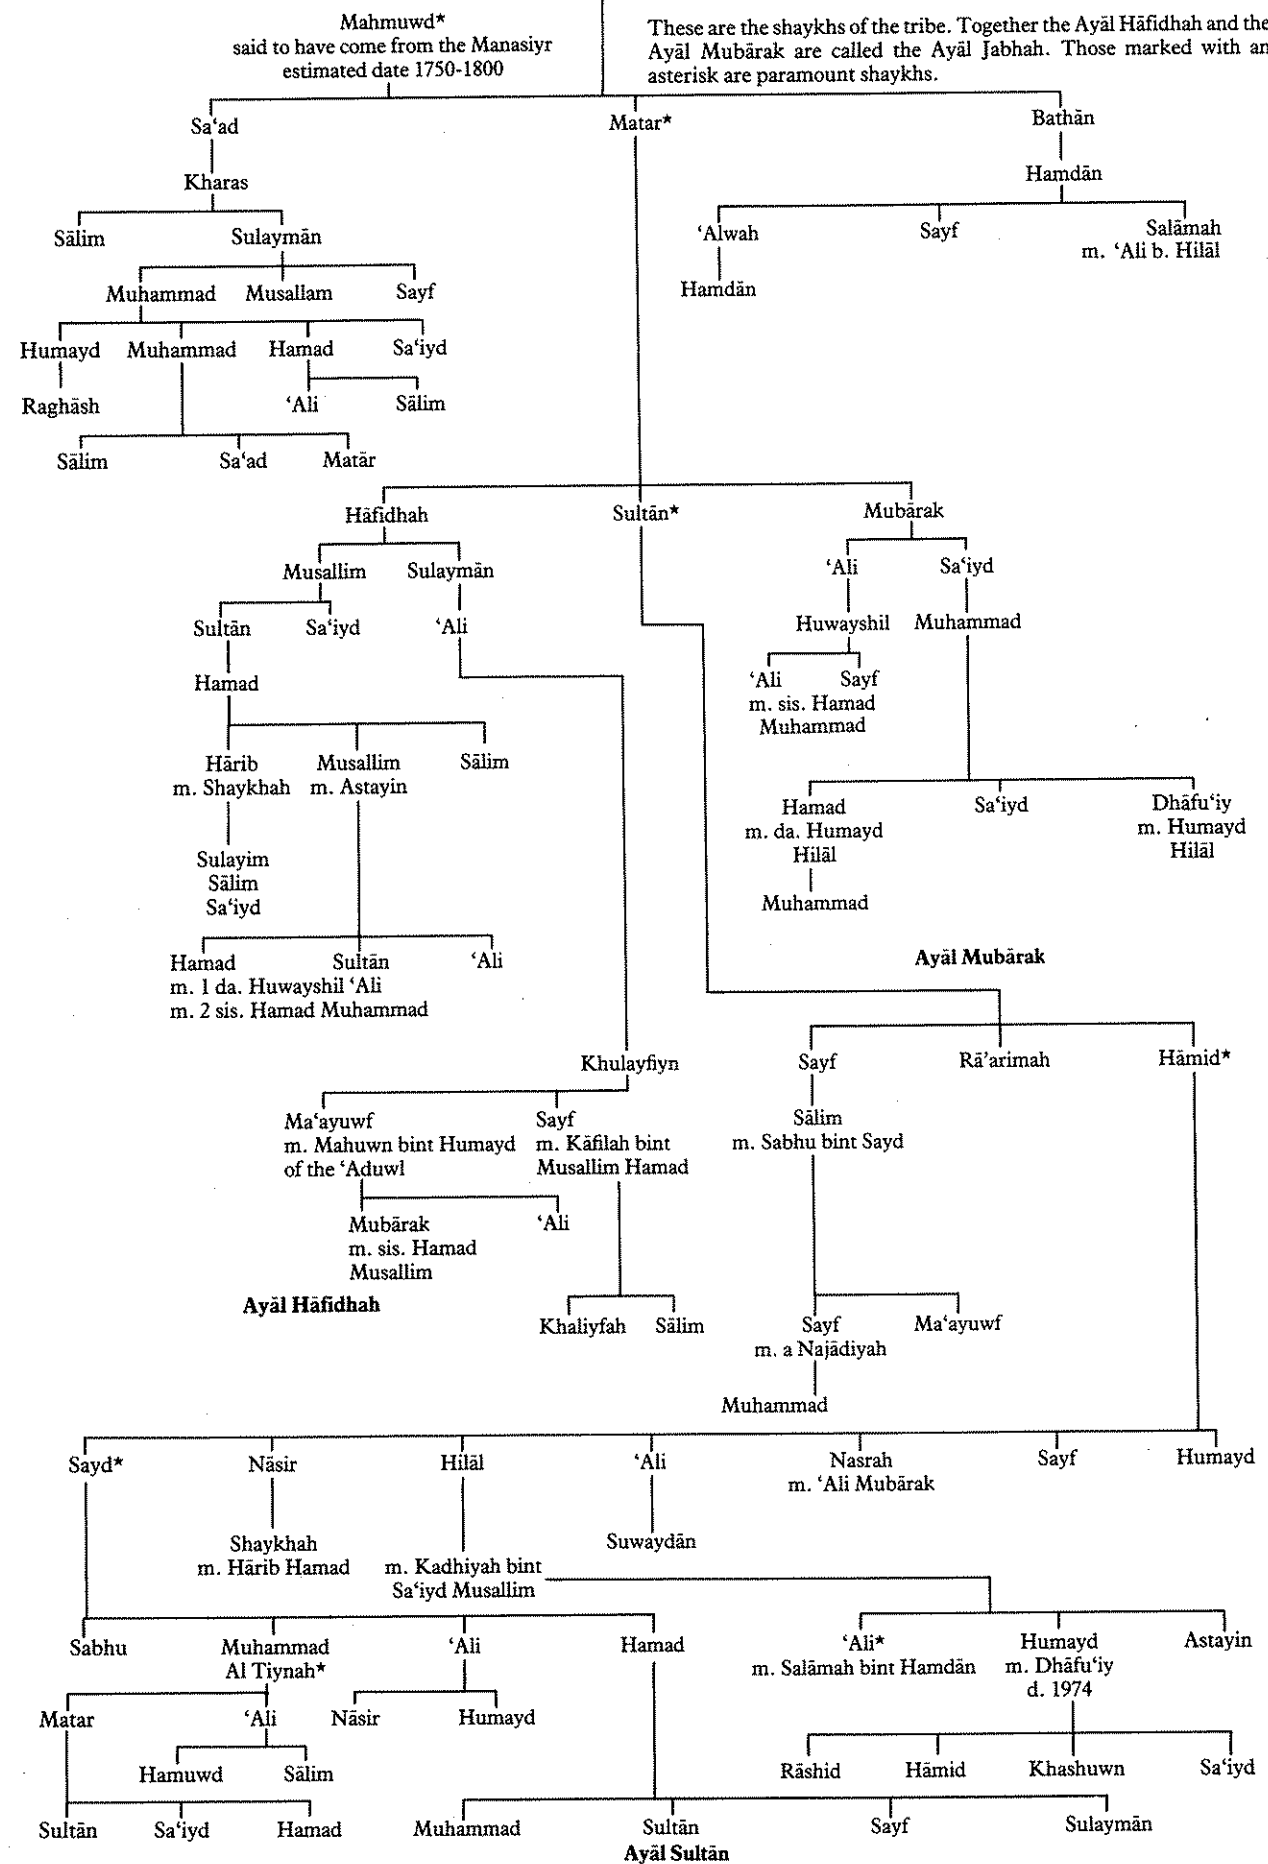 Mahmuwd★
said to have come from the Manasiyr
estimated date 1750-1800
These are the shaykhs of the tribe. Together the Ayāl Hāfidhah and the
Ayāl Mubārak are called the Ayāl Jabhah. Those marked with an
asterisk are paramount shaykhs.
Sa‘ad
Matar★
Bathān
Kharas
Hamdān
Sālim
Sulaymān
‘Alwah
Sayf
Salāmah
m. ‘Ali b. Hilāl
Hamdān
Muhammad
Musallam
Sayf
Humayd
Muhammad
Hamad
Sa‘iyd
Raghāsh
‘Ali
Sālim
Sālim
Sa‘ad
Matār
Hāfidhah
Sultān★
Mubārak
Musallim
Sulaymān
‘Ali
Sa‘iyd
Sultān
Sa‘iyd
‘Ali
Huwayshil
Muhammad
Hamad
‘Ali
Sayf
m. sis. Hamad
Muhammad
Hārib
m. Shaykhah
Musallim
m. Astayin
Sālim
Hamad
m. da. Humayd
Hilāl
Sa‘iyd
Dhāfu‘iy
m. Humayd
Hilāl
Sulayim
Sālim
Sa‘iyd
Muhammad
Hamad
Sultān
‘Ali
m. 1 da. Huwayshil ‘Ali
m. 2 sis. Hamad Muhammad
Ayāl Mubārak
Khulayfiyn
Sayf
Rā’arimah
Hāmid★
Ma‘ayuwf
m. Mahuwn bint Humayd
of the ‘Aduwl
Sayf
m. Kāfilah bint
Musallim Hamad
Sālim
m. Sabhu bint Sayd
Mubārak
m. sis. Hamad
Musallim
‘Ali
Ayāl Hāfidhah
Khaliyfah
Sālim
Sayf
m. a Najādiyah
Ma‘ayuwf
Muhammad
Sayd★
Nāsir
Hilāl
‘Ali
Nasrah
m. ‘Ali Mubārak
Sayf
Humayd
Shaykhah
m. Hārib Hamad
m. Kadhiyah bint
Sa‘iyd Musallim
Suwaydān
Sabhu
Muhammad
Al Tiynah★
‘Ali
Hamad
‘Ali★
m. Salāmah bint Hamdān
Humayd
m. Dhāfu‘iy
d. 1974
Astayin
Matar
‘Ali
Nāsir
Humayd
Hamuwd
Sālim
Rāshid
Hāmid
Khashuwn
Sa‘iyd
Sultān
Sa‘iyd
Hamad
Muhammad
Sultān
Sayf
Sulaymān
Ayāl Sultān